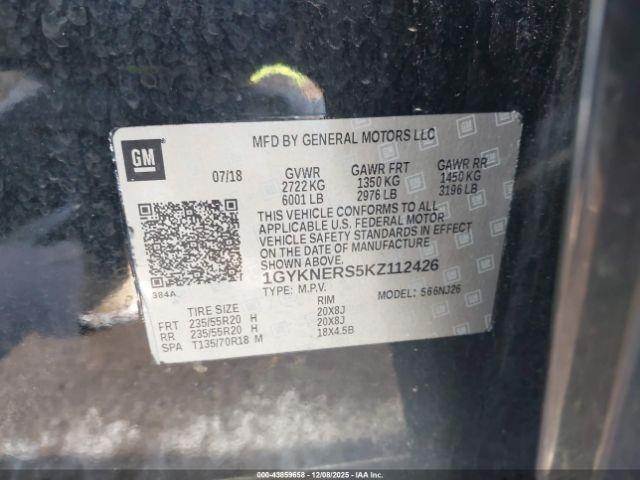 GM
MFD BY GENERAL MOTORS LLC
07/18 GVWR GAWR FRT GAWR RR
2722 KG 1350 KG 1450 KG
6001 LB 2976 LB 3196 LB
THIS VEHICLE CONFORMS TO ALL
APPLICABLE U.S. FEDERAL MOTOR
VEHICLE SAFETY STANDARDS IN EFFECT
ON THE DATE OF MANUFACTURE
SHOWN ABOVE.
384A 1GYKNERS5KZ112426
TYPE: M.P.V. MODEL: 566NJ26
TIRE SIZE RIM
FRT 235/55R20 H 20X8J
RR 235/55R20 H 20X8J
SPA T135/70R18 M 18X4.5B
000-43859658 - 12/08/2025 - IAAI.COM